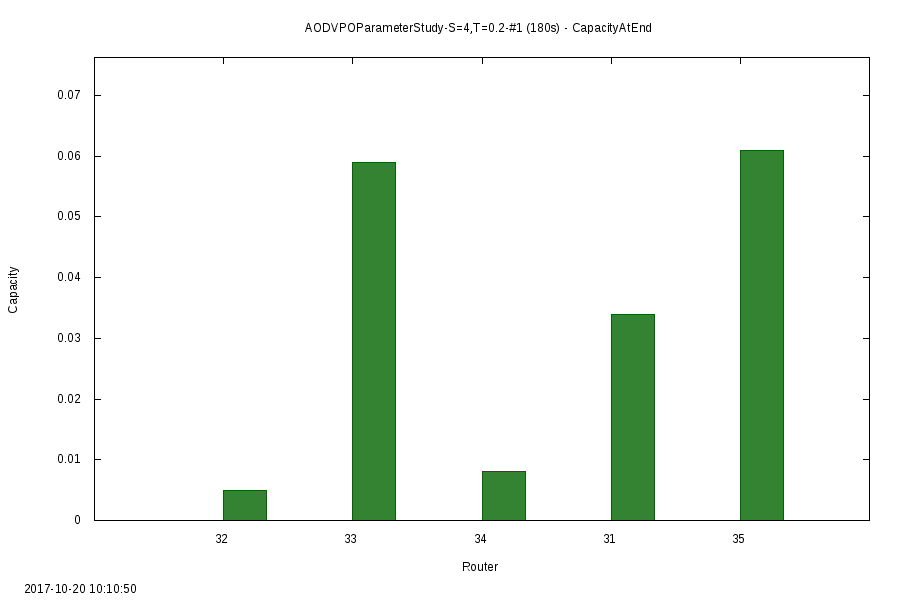 AODVPOParameterStudy-S=4,T=0.2-#1 (180s) - CapacityAtEnd
0.07
0.06
0.05
0.04
0.03
0.02
0.01
0
Capacity
32 33 34 31 35
Router
2017-10-20 10:10:50